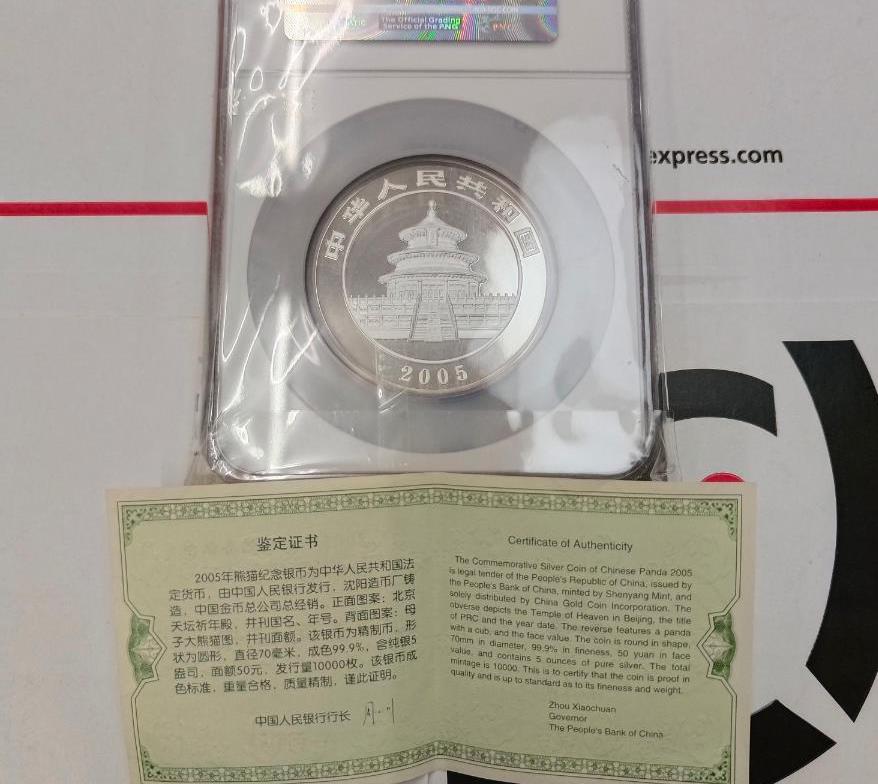 The Official Grading
Service of the PNG
express.com
中华人民共和国
2005
鉴定证书
2005年熊猫纪念银币为中华人民共和国法
定货币，由中国人民银行发行，沈阳造币厂铸
造，中国金币总公司总经销。正面图案：北京
天坛祈年殿，并刊国名、年号。背面图案：母
子大熊猫图，并刊面额。该银币为精制币，形
状为圆形，直径70毫米，成色99.9%，含纯银5
盎司，面额50元，发行量10000枚。该银币成
色标准，重量合格，质量精制，谨此证明。
中国人民银行行长
Certificate of Authenticity
The Commemorative Silver Coin of Chinese Panda 2005
is legal tender of the People's Republic of China, issued by
the People's Bank of China, minted by Shenyang Mint, and
solely distributed by China Gold Coin Incorporation. The
obverse depicts the Temple of Heaven in Beijing, the title
of PRC and the year date. The reverse features a panda
with a cub, and the face value. The coin is round in shape,
70mm in diameter, 99.9% in fineness, 50 yuan in face
value, and contains 5 ounces of pure silver. The total
mintage is 10000. This is to certify that the coin is proof in
quality and is up to standard as to its fineness and weight.
Zhou Xiaochuan
Governor
The People's Bank of China